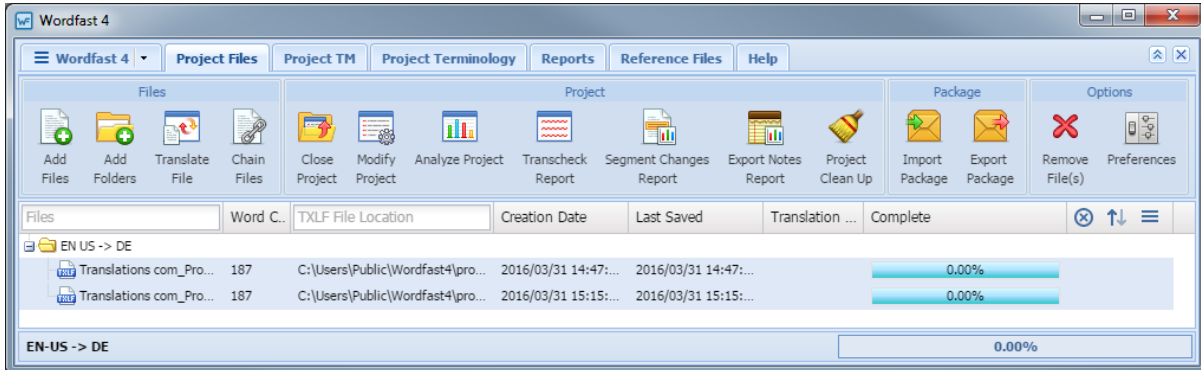 Wordfast 4
Wordfast 4 Project Files Project TM Project Terminology Reports Reference Files Help
Files Project Package Options
Add Files Add Folders Translate File Chain Files Close Project Modify Project Analyze Project Transcheck Report Segment Changes Report Export Notes Report Project Clean Up Import Package Export Package Remove File(s) Preferences
Files Word C.. TXLF File Location Creation Date Last Saved Translation ... Complete
EN US -> DE
TXLF Translations com_Pro... 187 C:\Users\Public\Wordfast4\pro... 2016/03/31 14:47:... 2016/03/31 14:47:... 0.00%
TXLF Translations com_Pro... 187 C:\Users\Public\Wordfast4\pro... 2016/03/31 15:15:... 2016/03/31 15:15:... 0.00%
EN-US -> DE 0.00%